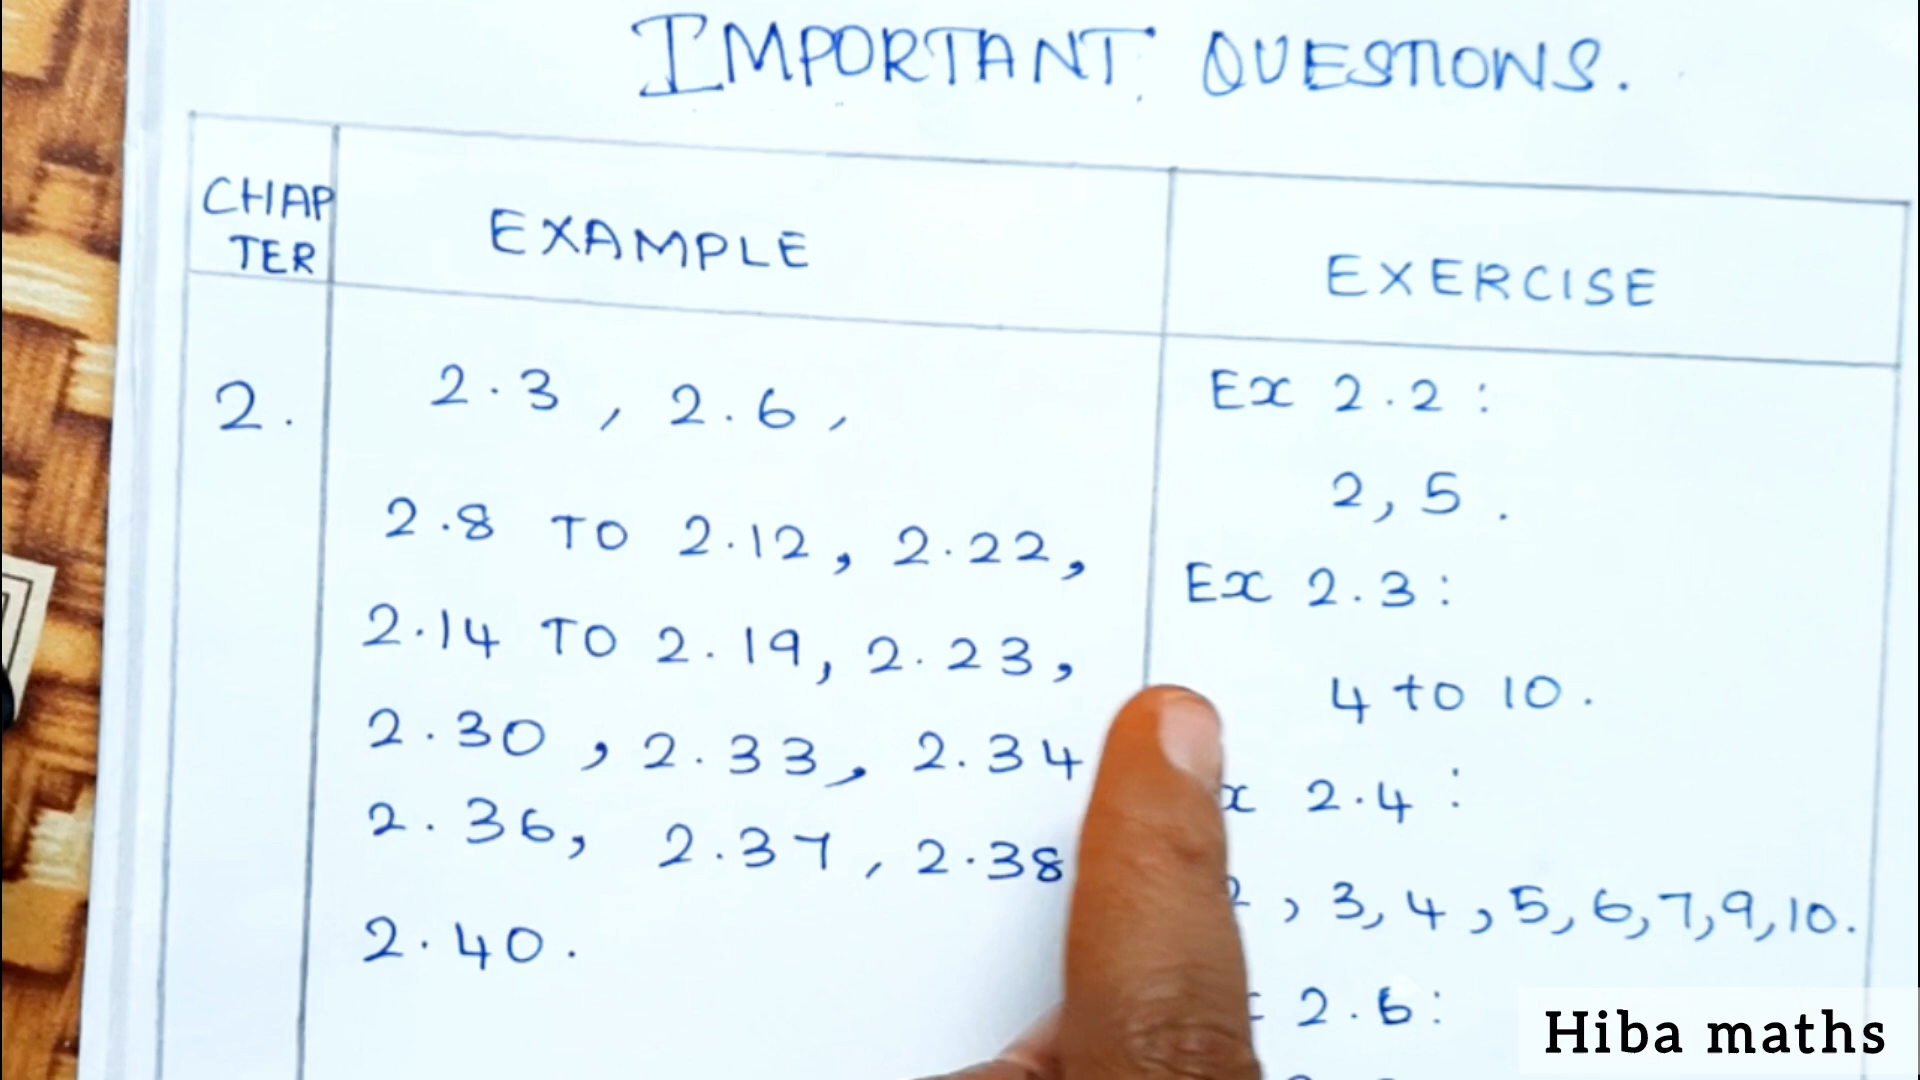 IMPORTANT QUESTIONS.
CHAP
TER
EXAMPLE
EXERCISE
2.
2.3, 2.6,
2.8 TO 2.12, 2.22,
2.14 TO 2.19, 2.23,
2.30, 2.33, 2.34
2.36, 2.37, 2.38
2.40.
Ex 2.2:
2, 5.
Ex 2.3:
4 to 10.
x 2.4:
2, 3, 4, 5, 6, 7, 9, 10.
2.6:
Hiba maths